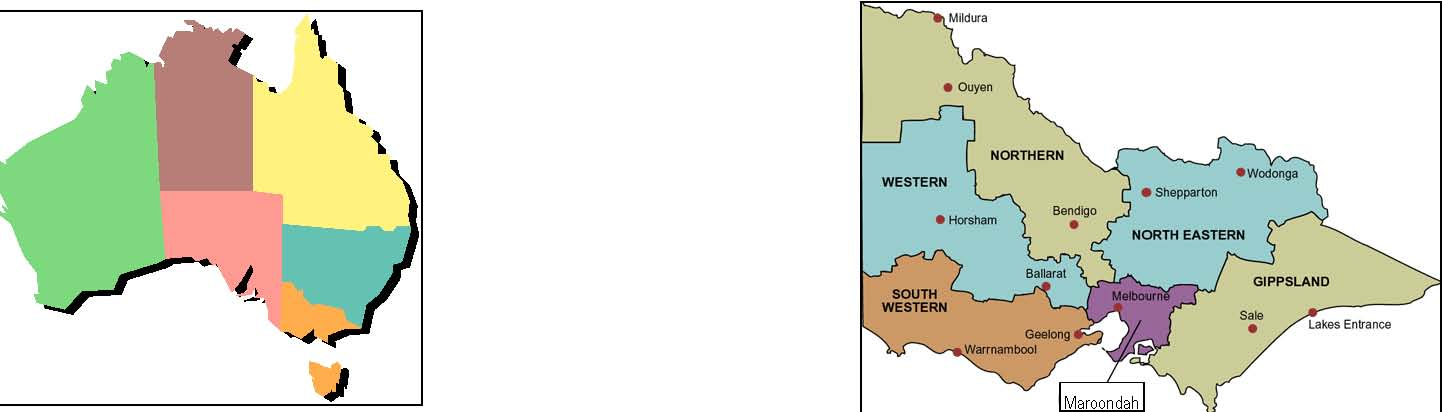 Mildura
Ouyen
NORTHERN
WESTERN
Wodonga
Shepparton
Bendigo
Horsham
NORTH EASTERN
Ballarat
GIPPSLAND
SOUTH
WESTERN
Melbourne
Sale
Lakes Entrance
Geelong
Warrnambool
Maroondah